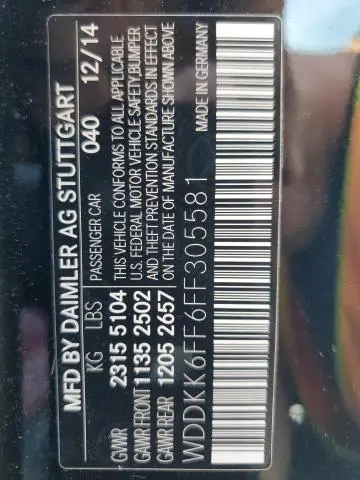 MFD BY DAIMLER AG STUTTGART
040 12/14
KG LBS PASSENGER CAR
GVWR 2315 5104
GAWR FRONT 1135 2502
GAWR REAR 1205 2657
THIS VEHICLE CONFORMS TO ALL APPLICABLE
U.S. FEDERAL MOTOR VEHICLE SAFETY, BUMPER
AND THEFT PREVENTION STANDARDS IN EFFECT
ON THE DATE OF MANUFACTURE SHOWN ABOVE
WDDKK6FF6FF305581
MADE IN GERMANY